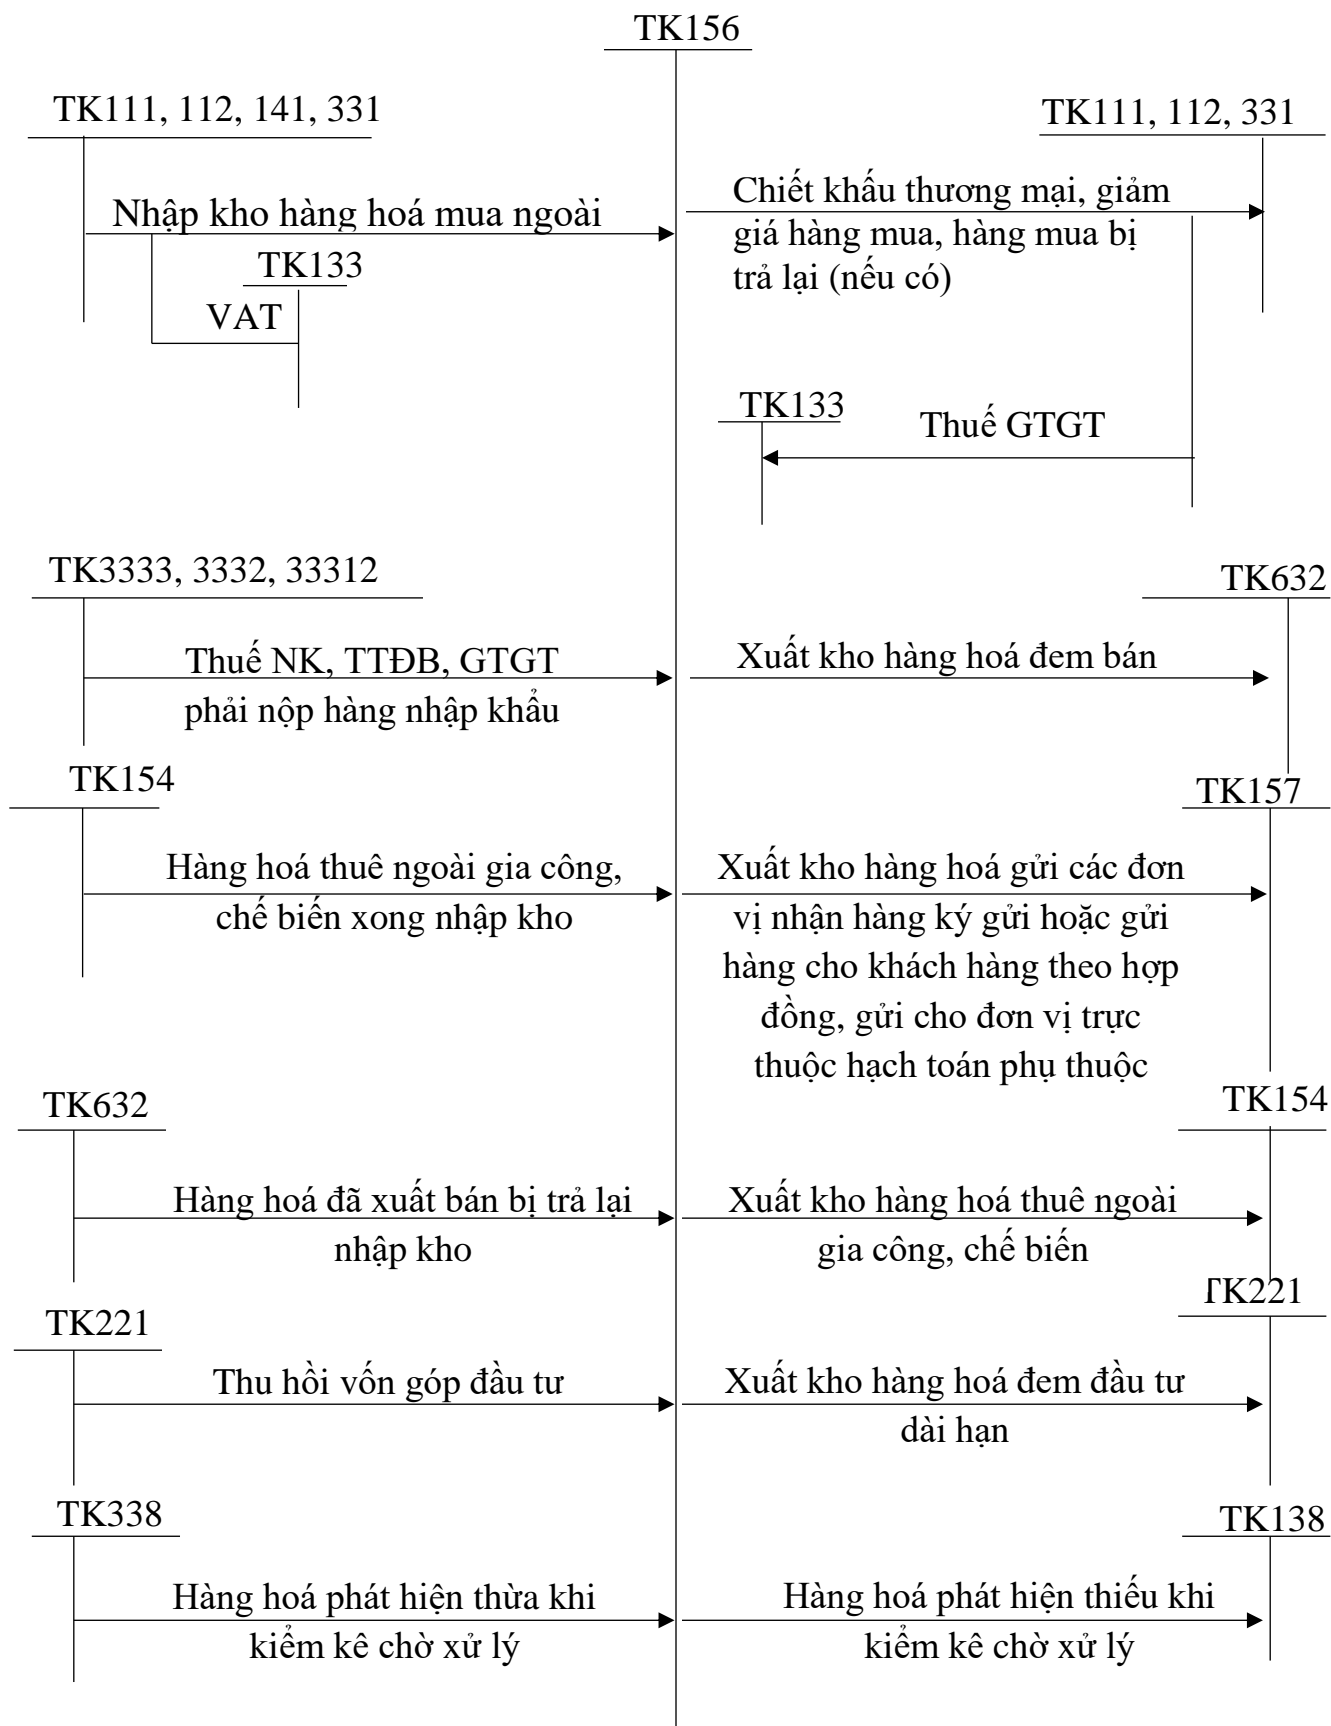 TK156
TK111, 112, 141, 331
TK111, 112, 331
Nhập kho hàng hoá mua ngoài
Chiết khấu thương mại, giảm
giá hàng mua, hàng mua bị
trả lại (nếu có)
TK133
VAT
TK133
Thuế GTGT
TK3333, 3332, 33312
TK632
Thuế NK, TTĐB, GTGT
phải nộp hàng nhập khẩu
Xuất kho hàng hoá đem bán
TK154
TK157
Hàng hoá thuê ngoài gia công,
chế biến xong nhập kho
Xuất kho hàng hoá gửi các đơn
vị nhận hàng ký gửi hoặc gửi
hàng cho khách hàng theo hợp
đồng, gửi cho đơn vị trực
thuộc hạch toán phụ thuộc
TK632
TK154
Hàng hoá đã xuất bán bị trả lại
nhập kho
Xuất kho hàng hoá thuê ngoài
gia công, chế biến
TK221
TK221
Thu hồi vốn góp đầu tư
Xuất kho hàng hoá đem đầu tư
dài hạn
TK338
TK138
Hàng hoá phát hiện thừa khi
kiểm kê chờ xử lý
Hàng hoá phát hiện thiếu khi
kiểm kê chờ xử lý